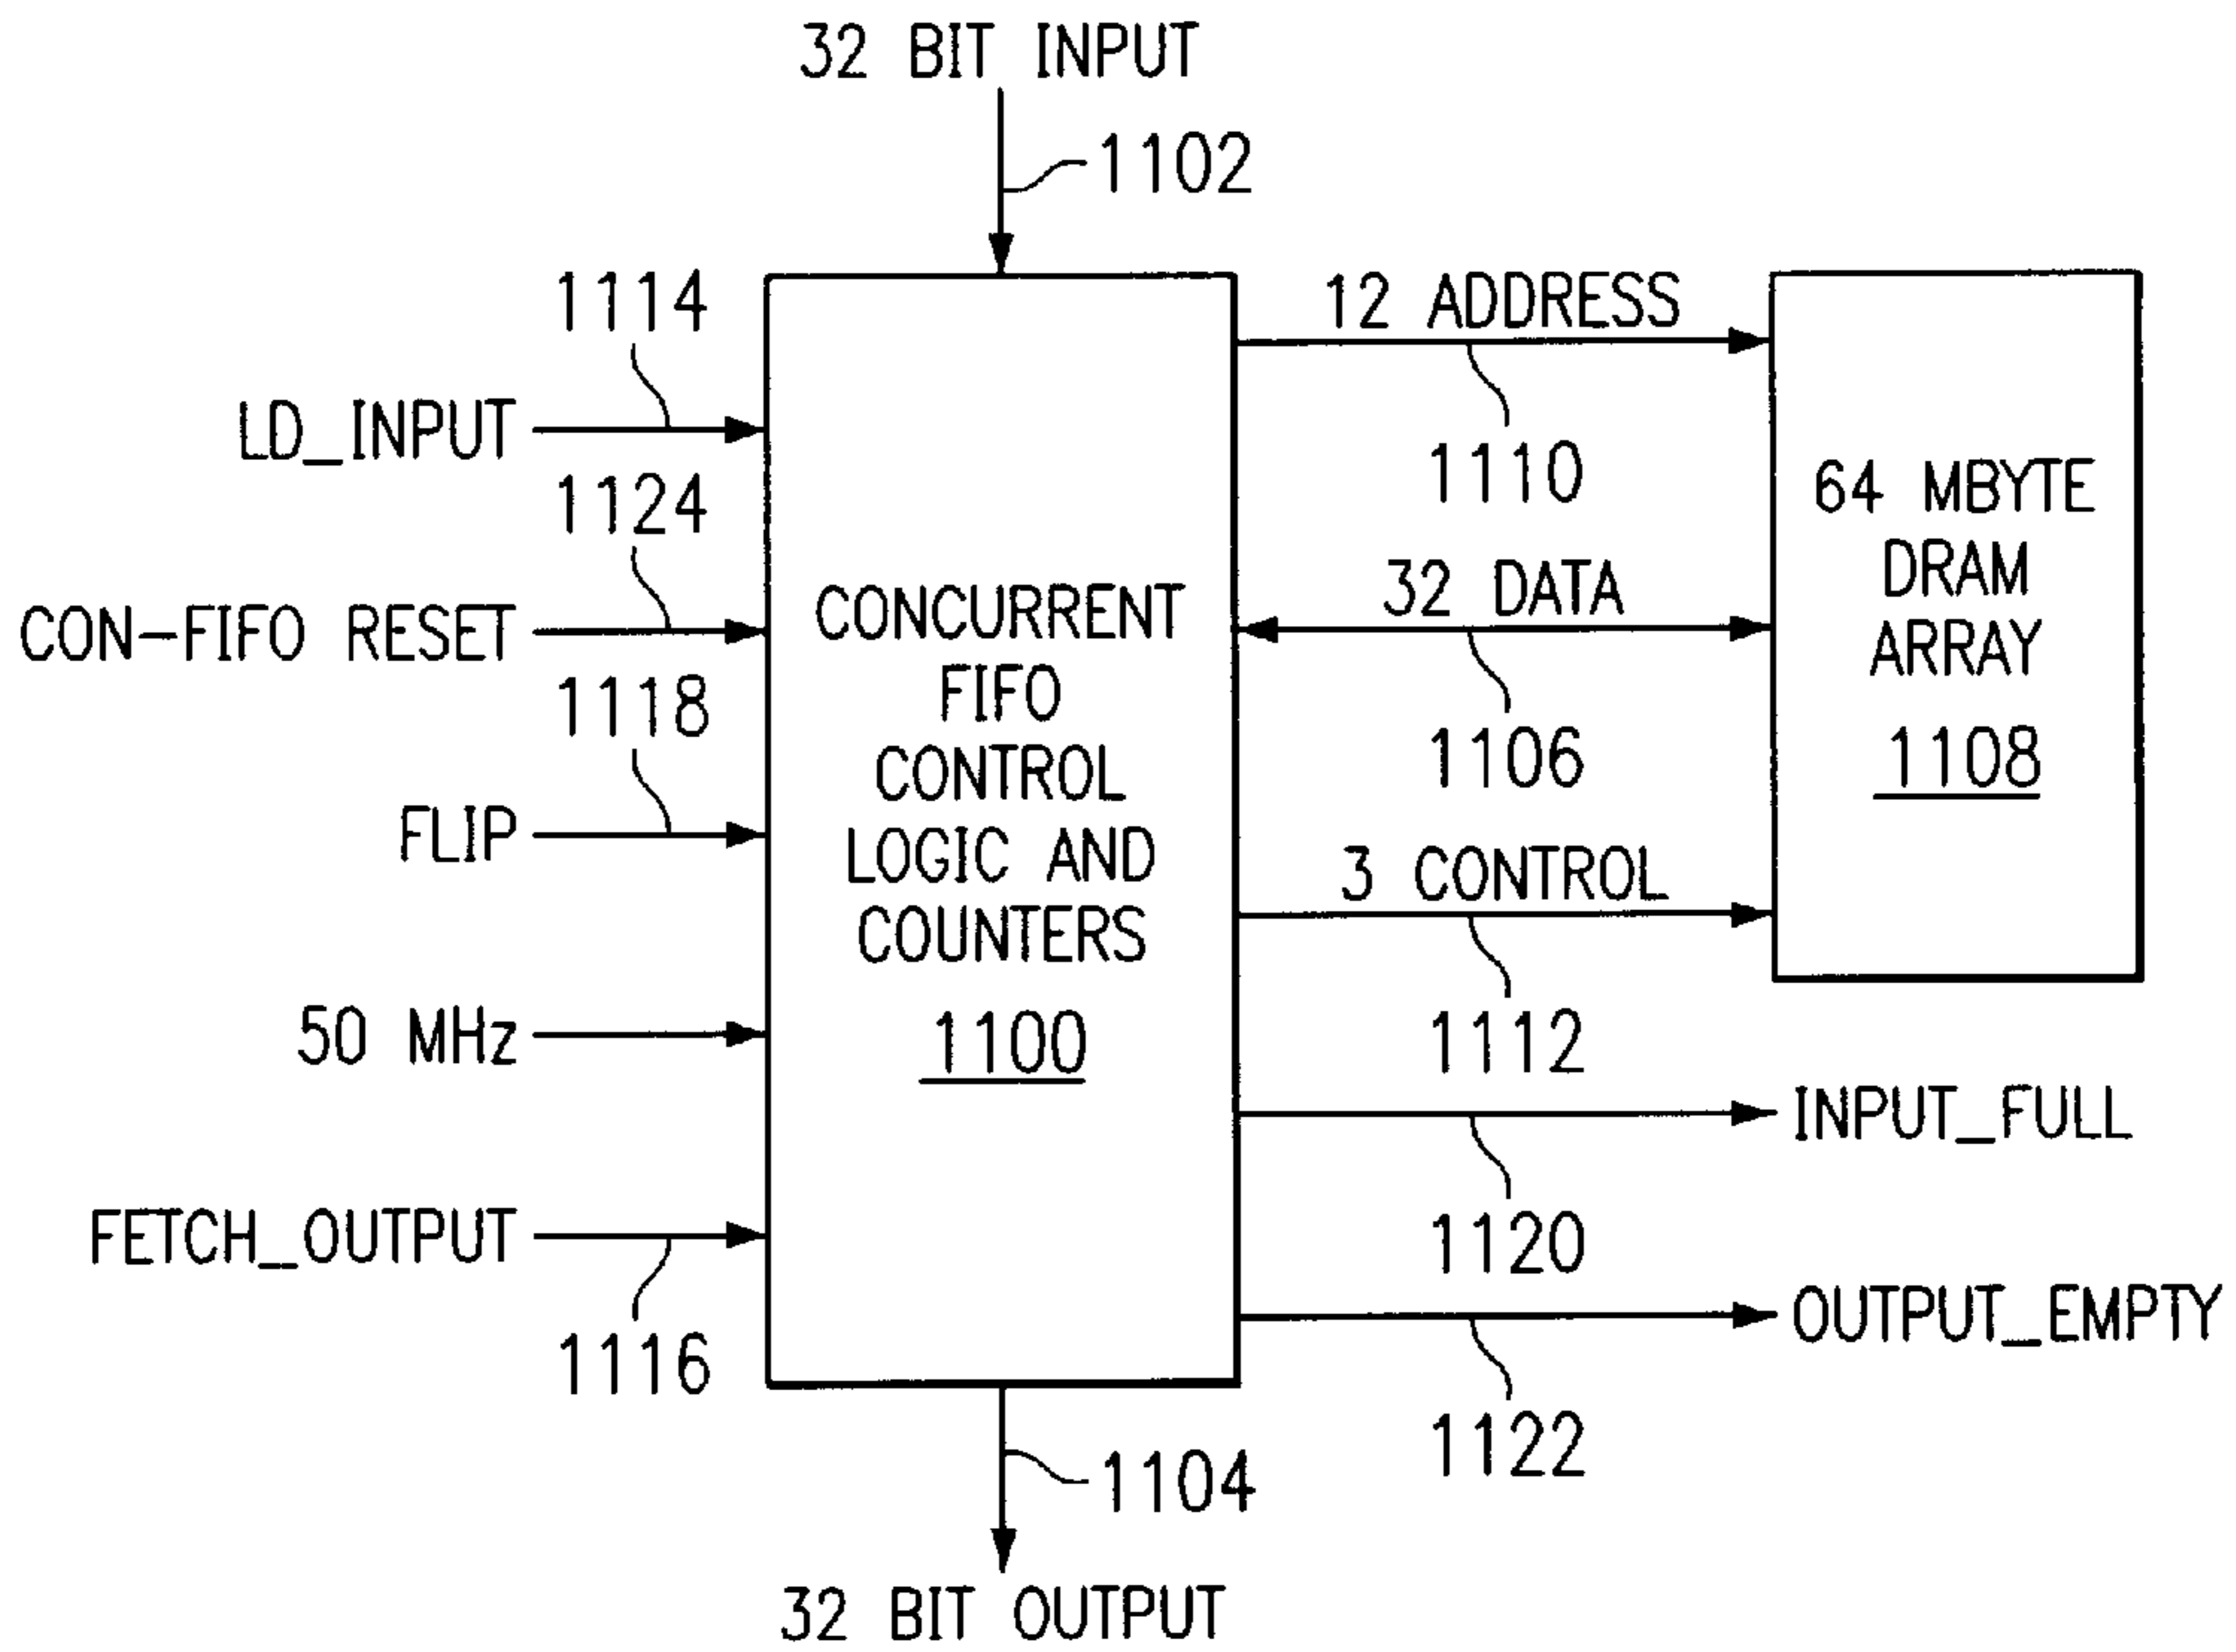 32 BIT INPUT
1102
1114
LD_INPUT
1124
CON-FIFO RESET
1118
FLIP
50 MHz
FETCH_OUTPUT
1116
CONCURRENT
FIFO
CONTROL
LOGIC AND
COUNTERS
1100
12 ADDRESS
1110
32 DATA
1106
3 CONTROL
1112
64 MBYTE
DRAM
ARRAY
1108
INPUT_FULL
1120
OUTPUT_EMPTY
1122
1104
32 BIT OUTPUT